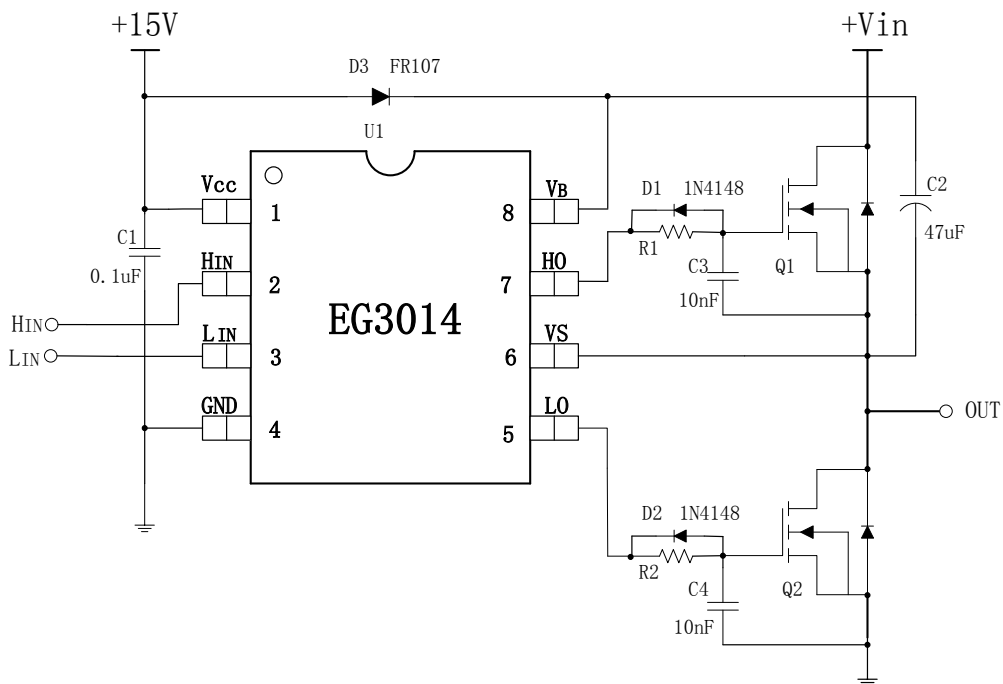 +15V
+Vin
D3 FR107
U1
Vcc
1
VB
8
D1 1N4148
R1
C2
47uF
C1
0.1uF
HIN
2
HO
7
C3
10nF
Q1
EG3014
HIN
LIN
LIN
3
VS
6
GND
4
LO
5
OUT
D2 1N4148
R2
C4
10nF
Q2